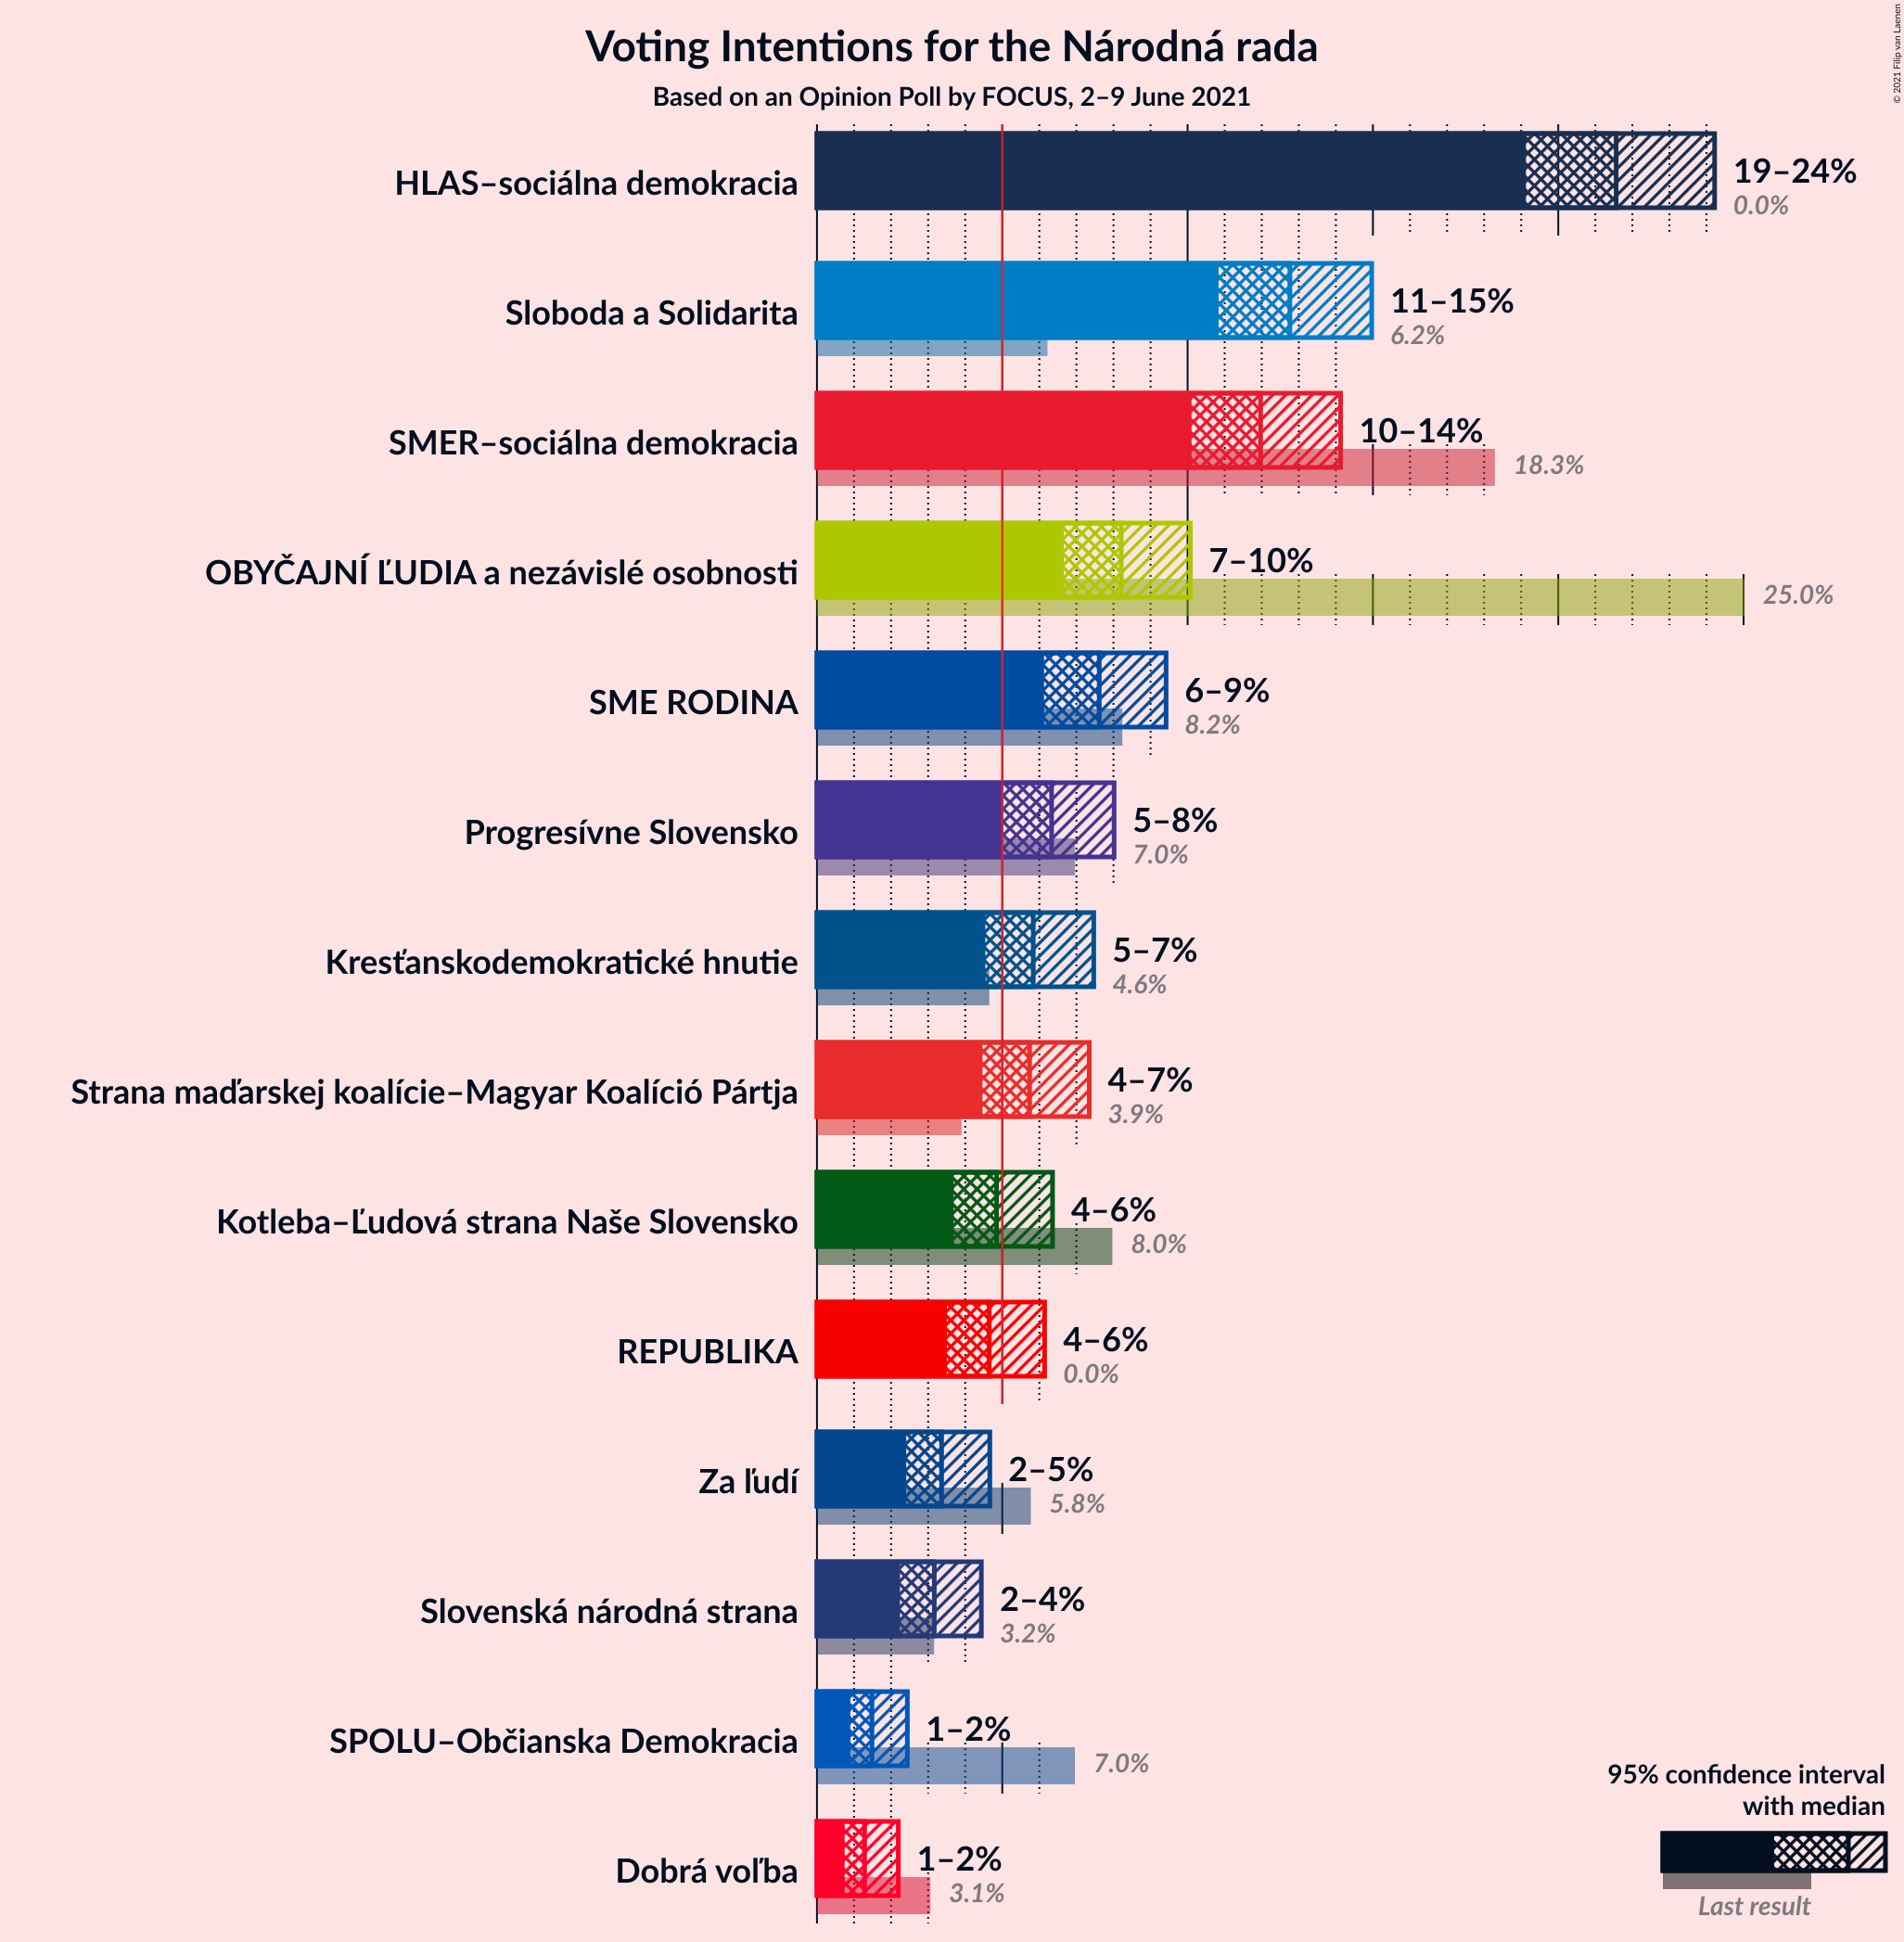 Voting Intentions for the Národná rada
Based on an Opinion Poll by FOCUS, 2–9 June 2021
© 2021 Filip van Laenen
HLAS–sociálna demokracia
19–24%
0.0%
Sloboda a Solidarita
11–15%
6.2%
SMER–sociálna demokracia
10–14%
18.3%
OBYČAJNÍ ĽUDIA a nezávislé osobnosti
7–10%
25.0%
SME RODINA
6–9%
8.2%
Progresívne Slovensko
5–8%
7.0%
Kresťanskodemokratické hnutie
5–7%
4.6%
Strana maďarskej koalície–Magyar Koalíció Pártja
4–7%
3.9%
Kotleba–Ľudová strana Naše Slovensko
4–6%
8.0%
REPUBLIKA
4–6%
0.0%
Za ľudí
2–5%
5.8%
Slovenská národná strana
2–4%
3.2%
SPOLU–Občianska Demokracia
1–2%
7.0%
Dobrá voľba
1–2%
3.1%
95% confidence interval
with median
Last result